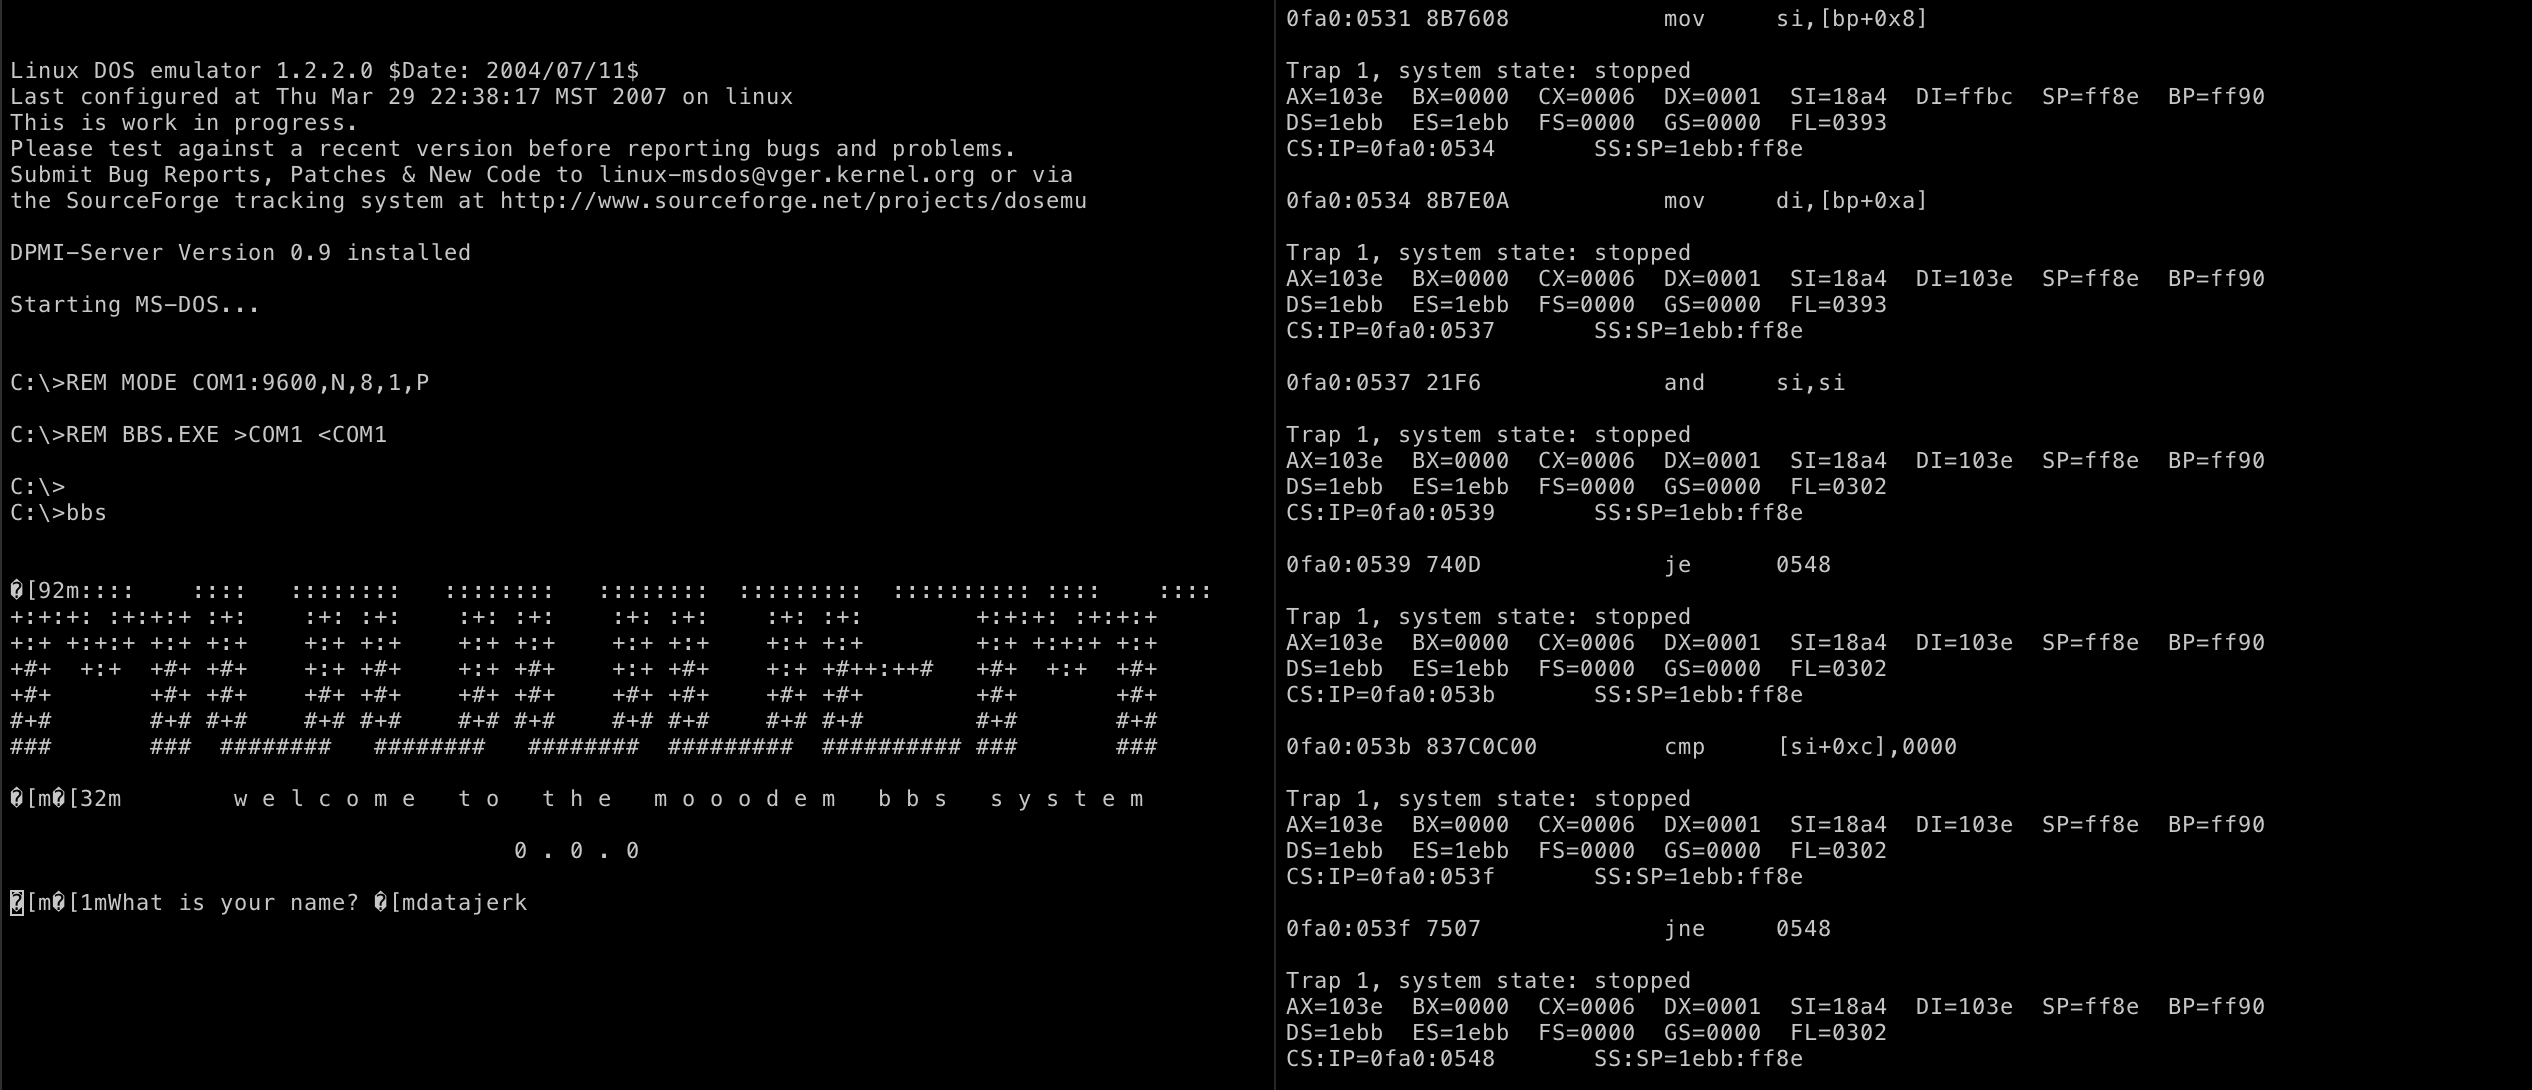 Linux DOS emulator 1.2.2.0 $Date: 2004/07/11$
Last configured at Thu Mar 29 22:38:17 MST 2007 on linux
This is work in progress.
Please test against a recent version before reporting bugs and problems.
Submit Bug Reports, Patches & New Code to linux-msdos@vger.kernel.org or via
the SourceForge tracking system at http://www.sourceforge.net/projects/dosemu

DPMI-Server Version 0.9 installed

Starting MS-DOS...

C:\>REM MODE COM1:9600,N,8,1,P

C:\>REM BBS.EXE >COM1 <COM1

C:\>
C:\>bbs

�[92m::::    ::::   ::::::::   ::::::::   ::::::::  :::::::::  :::::::::: ::::    ::::
+:+:+: :+:+:+ :+:    :+: :+:    :+: :+:    :+: :+:    :+: :+:        +:+:+: :+:+:+
+:+ +:+:+ +:+ +:+    +:+ +:+    +:+ +:+    +:+ +:+    +:+ +:+        +:+ +:+:+ +:+
+#+  +:+  +#+ +#+    +:+ +#+    +:+ +#+    +:+ +#+    +:+ +#++:++#   +#+  +:+  +#+
+#+       +#+ +#+    +#+ +#+    +#+ +#+    +#+ +#+    +#+ +#+        +#+       +#+
#+#       #+# #+#    #+# #+#    #+# #+#    #+# #+#    #+# #+#        #+#       #+#
###       ###  ########   ########   ########  #########  ########## ###       ###

�[m�[32m        w e l c o m e   t o   t h e   m o o o d e m   b b s   s y s t e m

                                    0 . 0 . 0

�[m�[1mWhat is your name? �[mdatajerk

0fa0:0531 8B7608           mov     si,[bp+0x8]

Trap 1, system state: stopped
AX=103e  BX=0000  CX=0006  DX=0001  SI=18a4  DI=ffbc  SP=ff8e  BP=ff90
DS=1ebb  ES=1ebb  FS=0000  GS=0000  FL=0393
CS:IP=0fa0:0534       SS:SP=1ebb:ff8e

0fa0:0534 8B7E0A           mov     di,[bp+0xa]

Trap 1, system state: stopped
AX=103e  BX=0000  CX=0006  DX=0001  SI=18a4  DI=103e  SP=ff8e  BP=ff90
DS=1ebb  ES=1ebb  FS=0000  GS=0000  FL=0393
CS:IP=0fa0:0537       SS:SP=1ebb:ff8e

0fa0:0537 21F6             and     si,si

Trap 1, system state: stopped
AX=103e  BX=0000  CX=0006  DX=0001  SI=18a4  DI=103e  SP=ff8e  BP=ff90
DS=1ebb  ES=1ebb  FS=0000  GS=0000  FL=0302
CS:IP=0fa0:0539       SS:SP=1ebb:ff8e

0fa0:0539 740D             je      0548

Trap 1, system state: stopped
AX=103e  BX=0000  CX=0006  DX=0001  SI=18a4  DI=103e  SP=ff8e  BP=ff90
DS=1ebb  ES=1ebb  FS=0000  GS=0000  FL=0302
CS:IP=0fa0:053b       SS:SP=1ebb:ff8e

0fa0:053b 837C0C00         cmp     [si+0xc],0000

Trap 1, system state: stopped
AX=103e  BX=0000  CX=0006  DX=0001  SI=18a4  DI=103e  SP=ff8e  BP=ff90
DS=1ebb  ES=1ebb  FS=0000  GS=0000  FL=0302
CS:IP=0fa0:053f       SS:SP=1ebb:ff8e

0fa0:053f 7507             jne     0548

Trap 1, system state: stopped
AX=103e  BX=0000  CX=0006  DX=0001  SI=18a4  DI=103e  SP=ff8e  BP=ff90
DS=1ebb  ES=1ebb  FS=0000  GS=0000  FL=0302
CS:IP=0fa0:0548       SS:SP=1ebb:ff8e